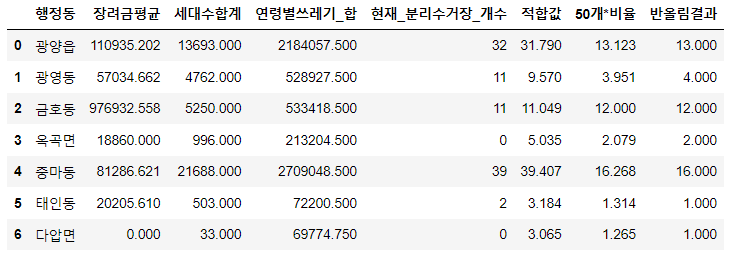 행정동 장려금평균 세대수합계 연령별쓰레기_합 현재_분리수거장_개수 적합값 50개*비율 반올림결과
0 광양읍 110935.202 13693.000 2184057.500 32 31.790 13.123 13.000
1 광영동 57034.662 4762.000 528927.500 11 9.570 3.951 4.000
2 금호동 976932.558 5250.000 533418.500 11 11.049 12.000 12.000
3 옥곡면 18860.000 996.000 213204.500 0 5.035 2.079 2.000
4 중마동 81286.621 21688.000 2709048.500 39 39.407 16.268 16.000
5 태인동 20205.610 503.000 72200.500 2 3.184 1.314 1.000
6 다압면 0.000 33.000 69774.750 0 3.065 1.265 1.000